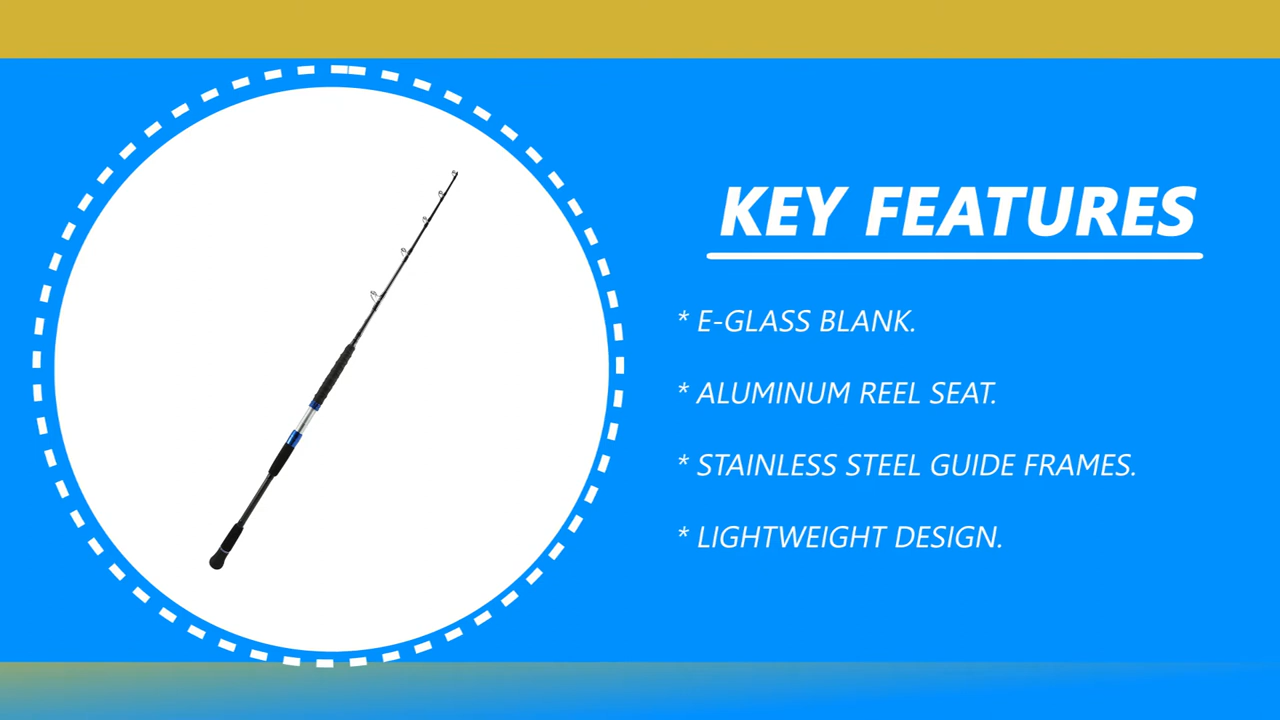 KEY FEATURES
* E-GLASS BLANK.
* ALUMINUM REEL SEAT.
* STAINLESS STEEL GUIDE FRAMES.
* LIGHTWEIGHT DESIGN.